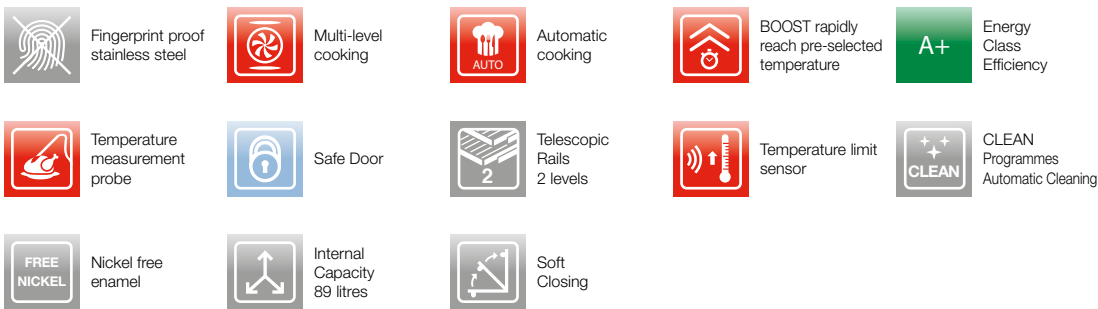 Fingerprint proof
stainless steel
Multi-level
cooking
AUTO
Automatic
cooking
BOOST rapidly
reach pre-selected
temperature
A+
Energy
Class
Efficiency
Temperature
measurement
probe
Safe Door
2
Telescopic
Rails
2 levels
Temperature limit
sensor
CLEAN
CLEAN
Programmes
Automatic Cleaning
FREE
NICKEL
Nickel free
enamel
Internal
Capacity
89 litres
Soft
Closing